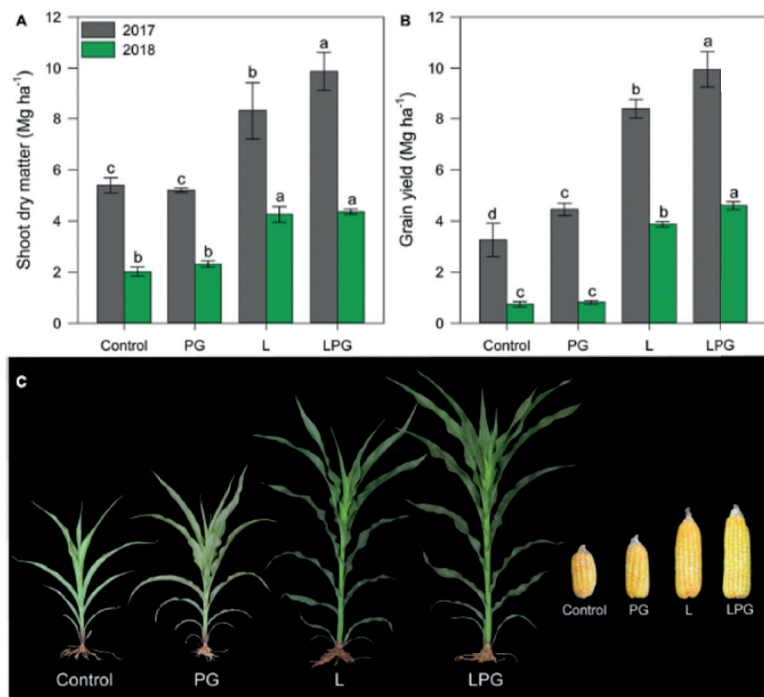 A
2017
2018
Shoot dry matter (Mg ha⁻¹)
12
10
8
6
4
2
0
c
b
c
b
b
a
a
a
Control
PG
L
LPG
B
Grain yield (Mg ha⁻¹)
12
10
8
6
4
2
0
d
c
c
c
b
b
a
a
Control
PG
L
LPG
C
Control
PG
L
LPG
Control
PG
L
LPG